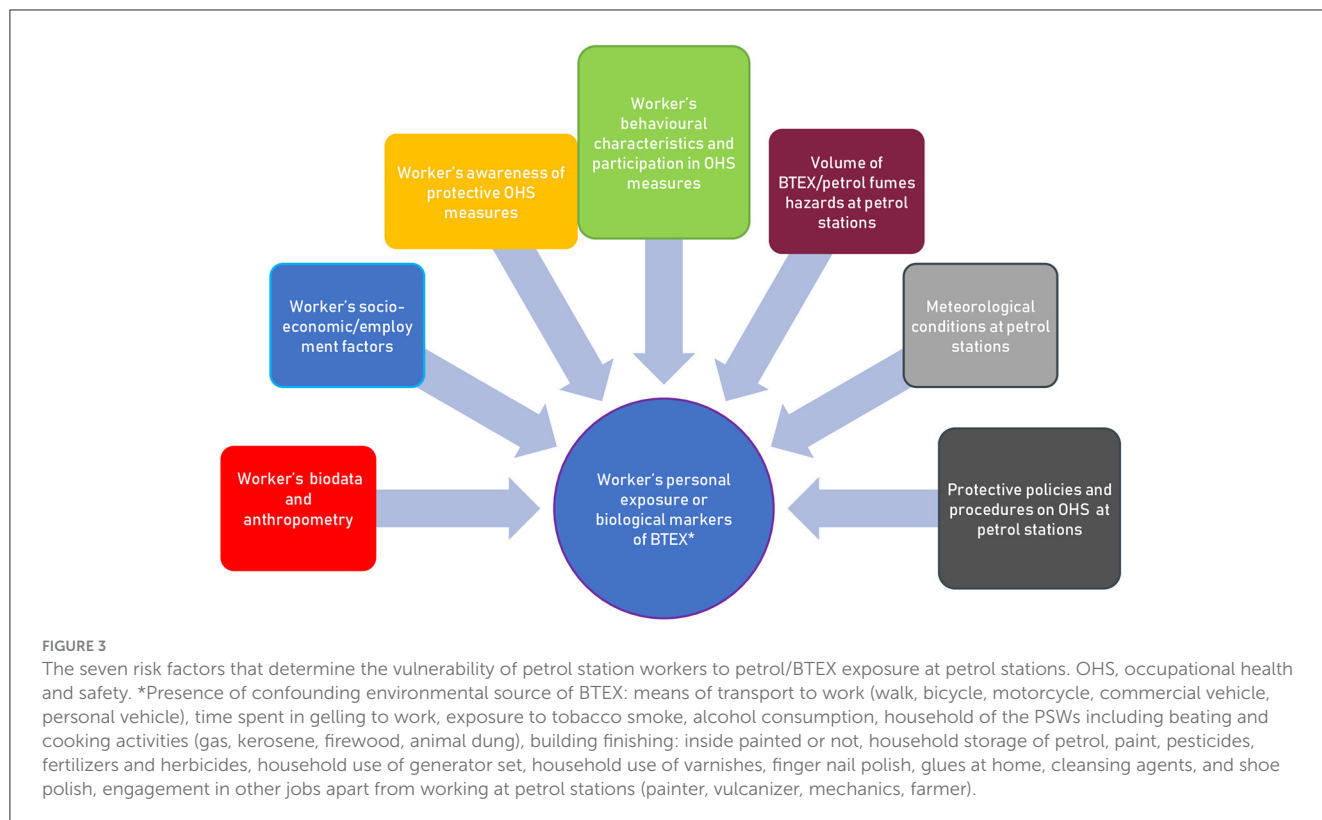 Worker's
behavioural
characteristics and
participation in OHS
measures
Worker's awareness of
protective OHS
measures
Volume of
BTEX/petrol fumes
hazards at petrol
stations
Worker's socio-
economic/employ
ment factors
Meteorological
conditions at petrol
stations
Worker's biodata
and
anthropometry
Worker's personal
exposure or
biological markers
of BTEX*
Protective policies and
procedures on OHS at
petrol stations
FIGURE 3
The seven risk factors that determine the vulnerability of petrol station workers to petrol/BTEX exposure at petrol stations. OHS, occupational health
and safety. *Presence of confounding environmental source of BTEX: means of transport to work (walk, bicycle, motorcycle, commercial vehicle,
personal vehicle), time spent in gelling to work, exposure to tobacco smoke, alcohol consumption, household of the PSWs including beating and
cooking activities (gas, kerosene, firewood, animal dung), building finishing: inside painted or not, household storage of petrol, paint, pesticides,
fertilizers and herbicides, household use of generator set, household use of varnishes, finger nail polish, glues at home, cleansing agents, and shoe
polish, engagement in other jobs apart from working at petrol stations (painter, vulcanizer, mechanics, farmer).